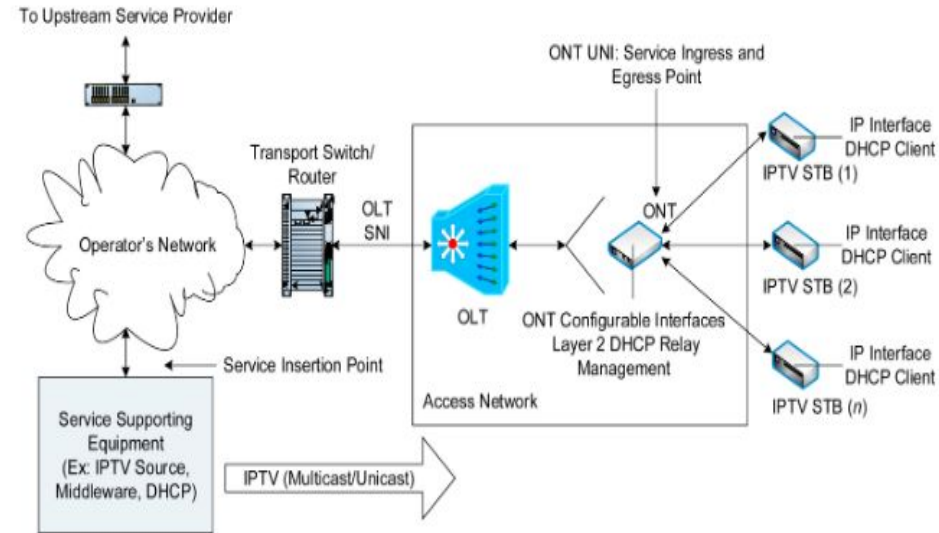 To Upstream Service Provider
ONT UNI: Service Ingress and
Egress Point
Transport Switch/
Router
Operator's Network
OLT
SNI
OLT
ONT
ONT Configurable Interfaces
Layer 2 DHCP Relay
Management
Access Network
IP Interface
DHCP Client
IPTV STB (1)
IP Interface
DHCP Client
IPTV STB (2)
IP Interface
DHCP Client
IPTV STB (n)
Service Insertion Point
Service Supporting
Equipment
(Ex: IPTV Source,
Middleware, DHCP)
IPTV (Multicast/Unicast)